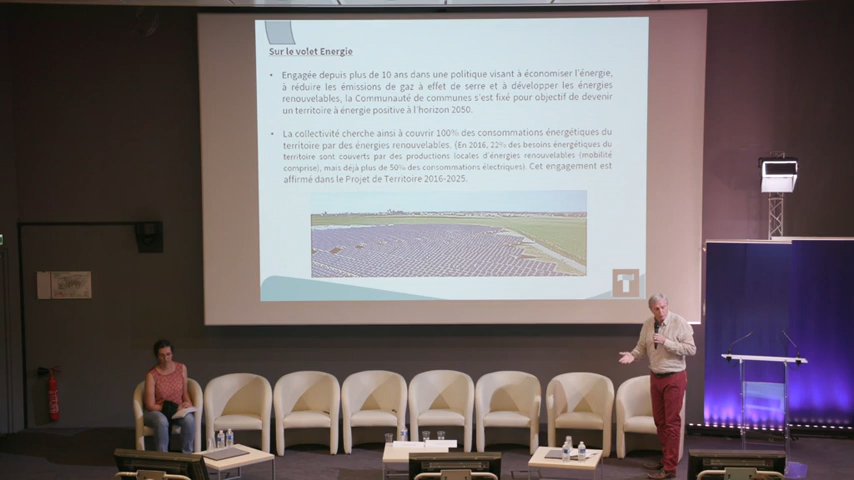 Sur le volet Energie
• Engagée depuis plus de 10 ans dans une politique visant à économiser l'énergie,
à réduire les émissions de gaz à effet de serre et à développer les énergies
renouvelables, la Communauté de communes s'est fixé pour objectif de devenir
un territoire à énergie positive à l'horizon 2050.
• La collectivité cherche ainsi à couvrir 100% des consommations énergétiques du
territoire par des énergies renouvelables. (En 2016, 22% des besoins énergétiques du
territoire sont couverts par des productions locales d'énergies renouvelables (mobilité
comprise), mais déjà plus de 50% des consommations électriques). Cet engagement est
affirmé dans le Projet de Territoire 2016-2025.
T